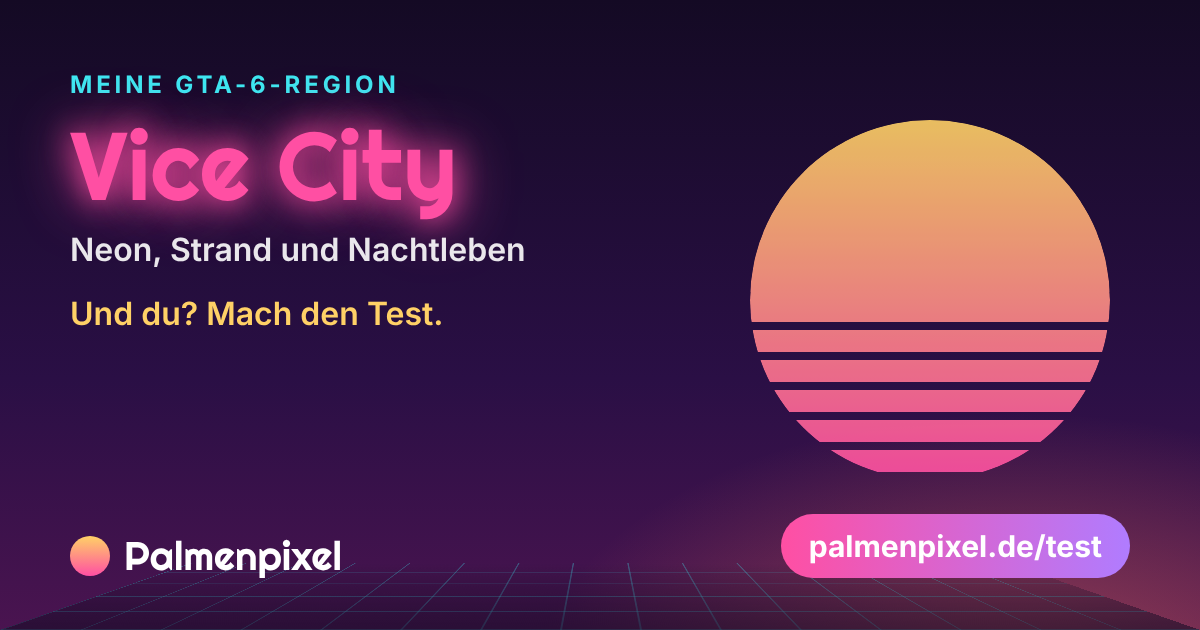 MEINE GTA-6-REGION
Vice City
Neon, Strand und Nachtleben
Und du? Mach den Test.
Palmenpixel
palmenpixel.de/test